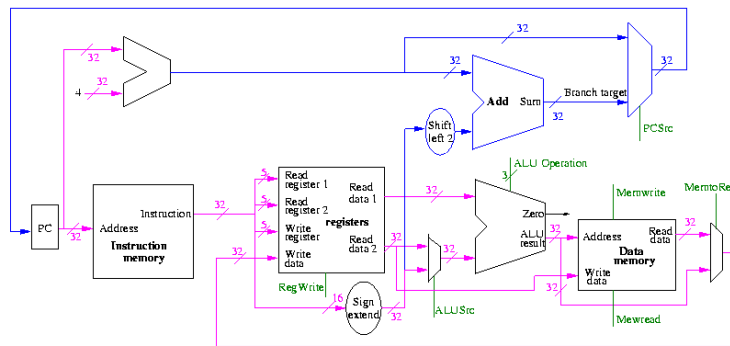 32
32
32
4
32
32
Add
Sum
Branch target
32
32
PCSrc
Shift
left 2
ALU Operation
3
PC
32
Address
Instruction
Instruction
memory
32
5
Read
register 1
5
Read
register 2
5
Write
register
32
Write
data
Read
data 1
registers
Read
data 2
RegWrite
16
Sign
extend
32
32
32
32
ALUSrc
Zero
ALU
result
32
32
Memwrite
Address
Read
data
Data
memory
Write
data
Mewread
32
MemtoRe